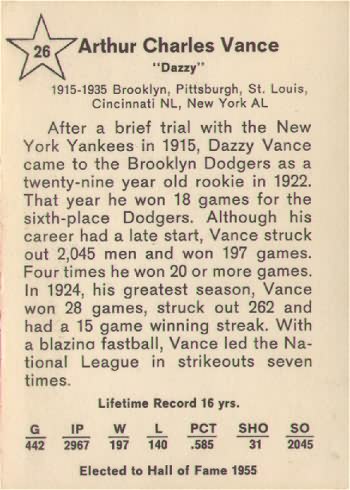 26
Arthur Charles Vance
"Dazzy"
1915-1935 Brooklyn, Pittsburgh, St. Louis,
Cincinnati NL, New York AL
After a brief trial with the New
York Yankees in 1915, Dazzy Vance
came to the Brooklyn Dodgers as a
twenty-nine year old rookie in 1922.
That year he won 18 games for the
sixth-place Dodgers. Although his
career had a late start, Vance struck
out 2,045 men and won 197 games.
Four times he won 20 or more games.
In 1924, his greatest season, Vance
won 28 games, struck out 262 and
had a 15 game winning streak. With
a blazing fastball, Vance led the Na-
tional League in strikeouts seven
times.
Lifetime Record 16 yrs.
G IP W L PCT SHO SO
442 2967 197 140 .585 31 2045
Elected to Hall of Fame 1955